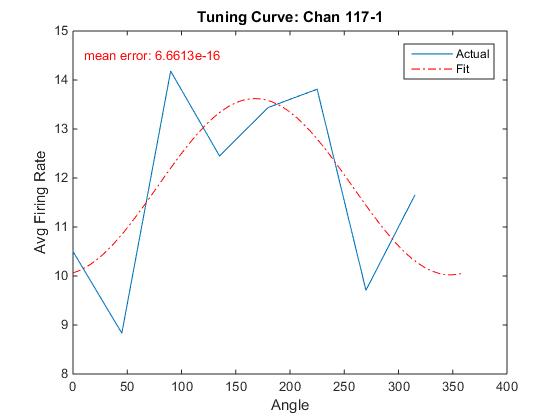 Tuning Curve: Chan 117-1
mean error: 6.6613e-16
Actual
Fit
15
14
13
12
11
10
9
8
Avg Firing Rate
0 50 100 150 200 250 300 350 400
Angle